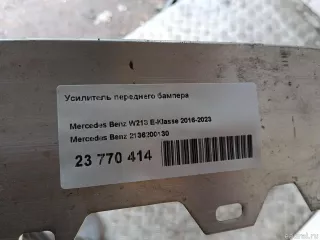 Усилитель переднего бампера
Mercedes Benz W213 E-Klasse 2016-2023
Mercedes Benz 2136200130
23 770 414